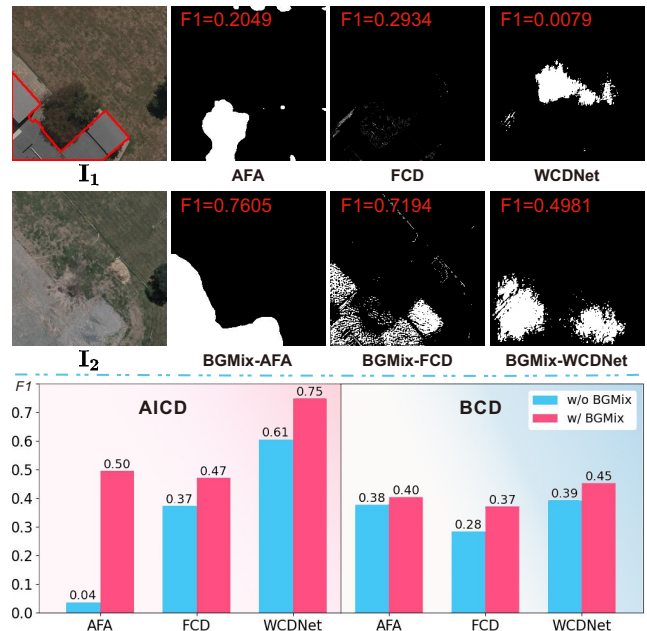 F1=0.2049 F1=0.2934 F1=0.0079
I₁ AFA FCD WCDNet
F1=0.7605 F1=0.7194 F1=0.4981
I₂ BGMix-AFA BGMix-FCD BGMix-WCDNet
F1
AICD BCD
w/o BGMix
w/ BGMix
0.7
0.6
0.5
0.4
0.3
0.2
0.1
0.0
0.04 0.50 0.37 0.47 0.61 0.75 0.38 0.40 0.28 0.37 0.39 0.45
AFA FCD WCDNet AFA FCD WCDNet